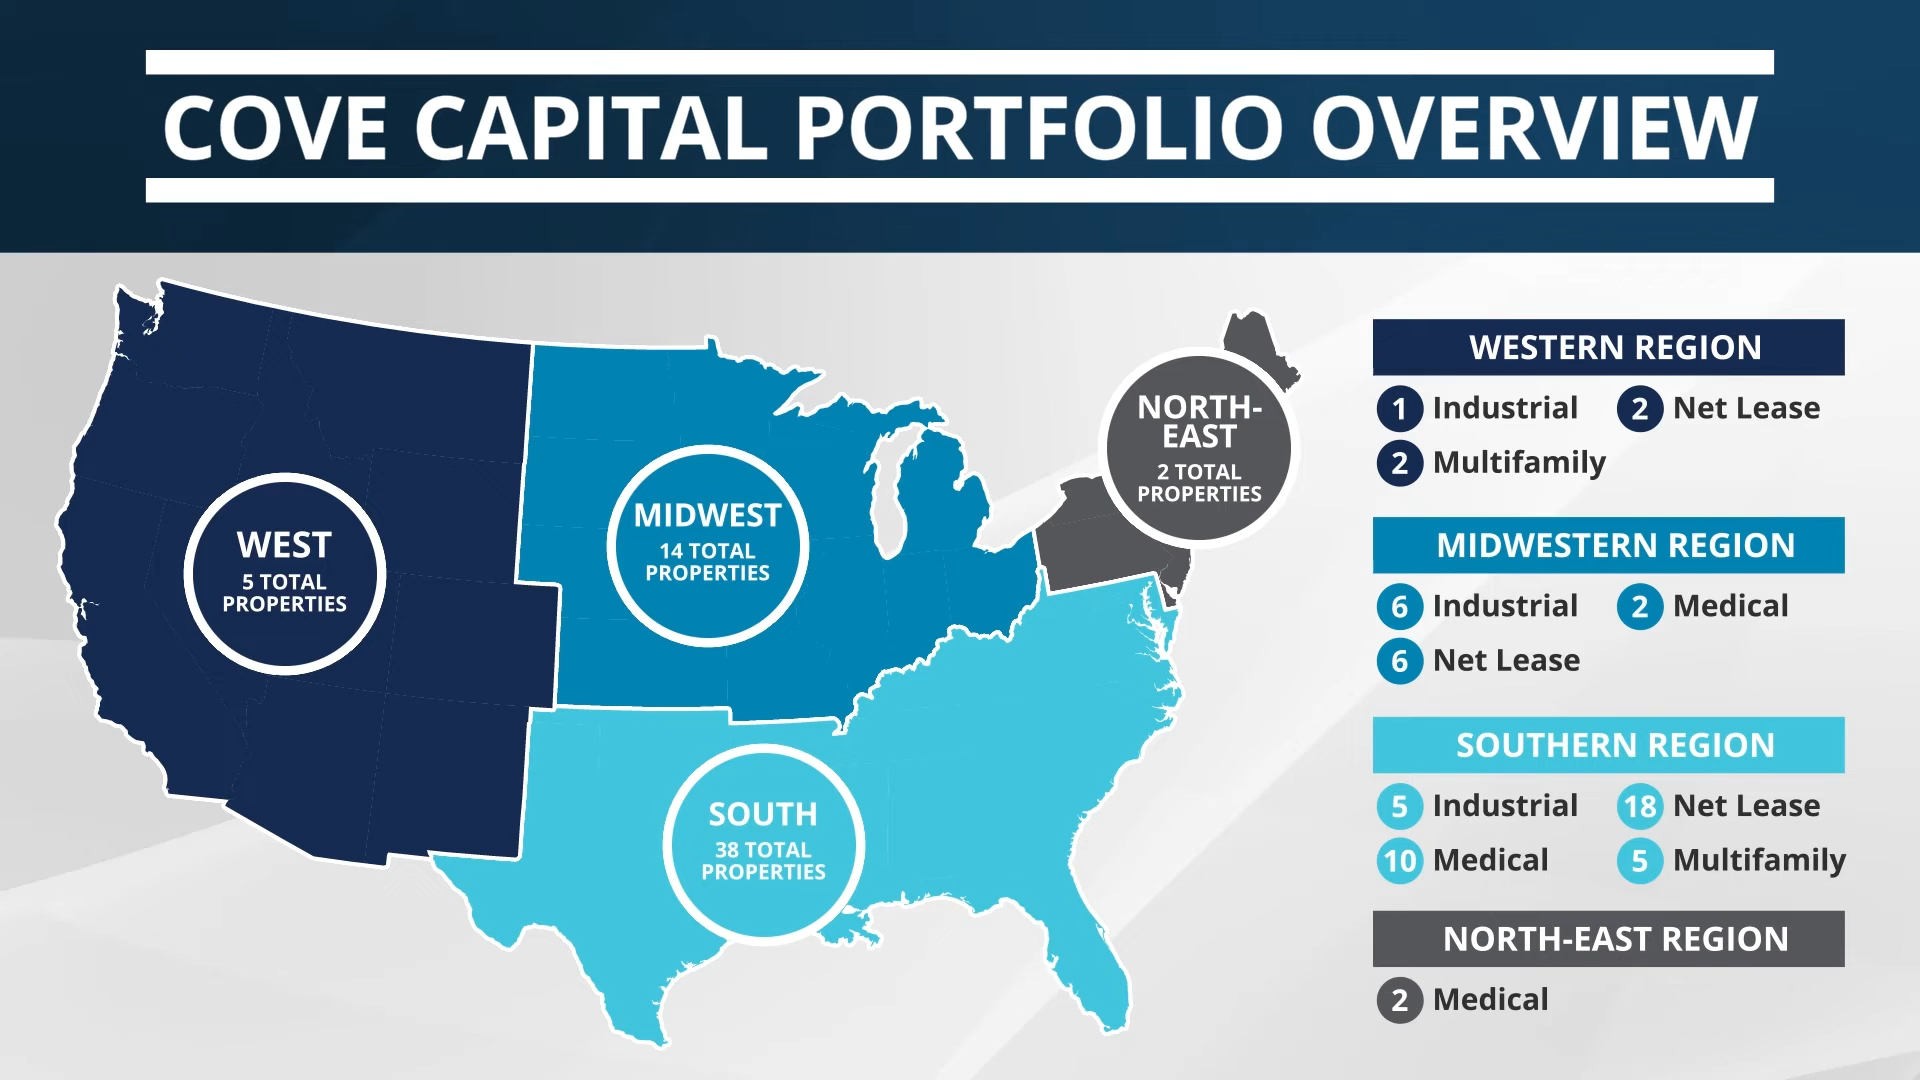 COVE CAPITAL PORTFOLIO OVERVIEW
WEST
5 TOTAL
PROPERTIES
MIDWEST
14 TOTAL
PROPERTIES
SOUTH
38 TOTAL
PROPERTIES
NORTH-
EAST
2 TOTAL
PROPERTIES
WESTERN REGION
1 Industrial 2 Net Lease
2 Multifamily
MIDWESTERN REGION
6 Industrial 2 Medical
6 Net Lease
SOUTHERN REGION
5 Industrial 18 Net Lease
10 Medical 5 Multifamily
NORTH-EAST REGION
2 Medical